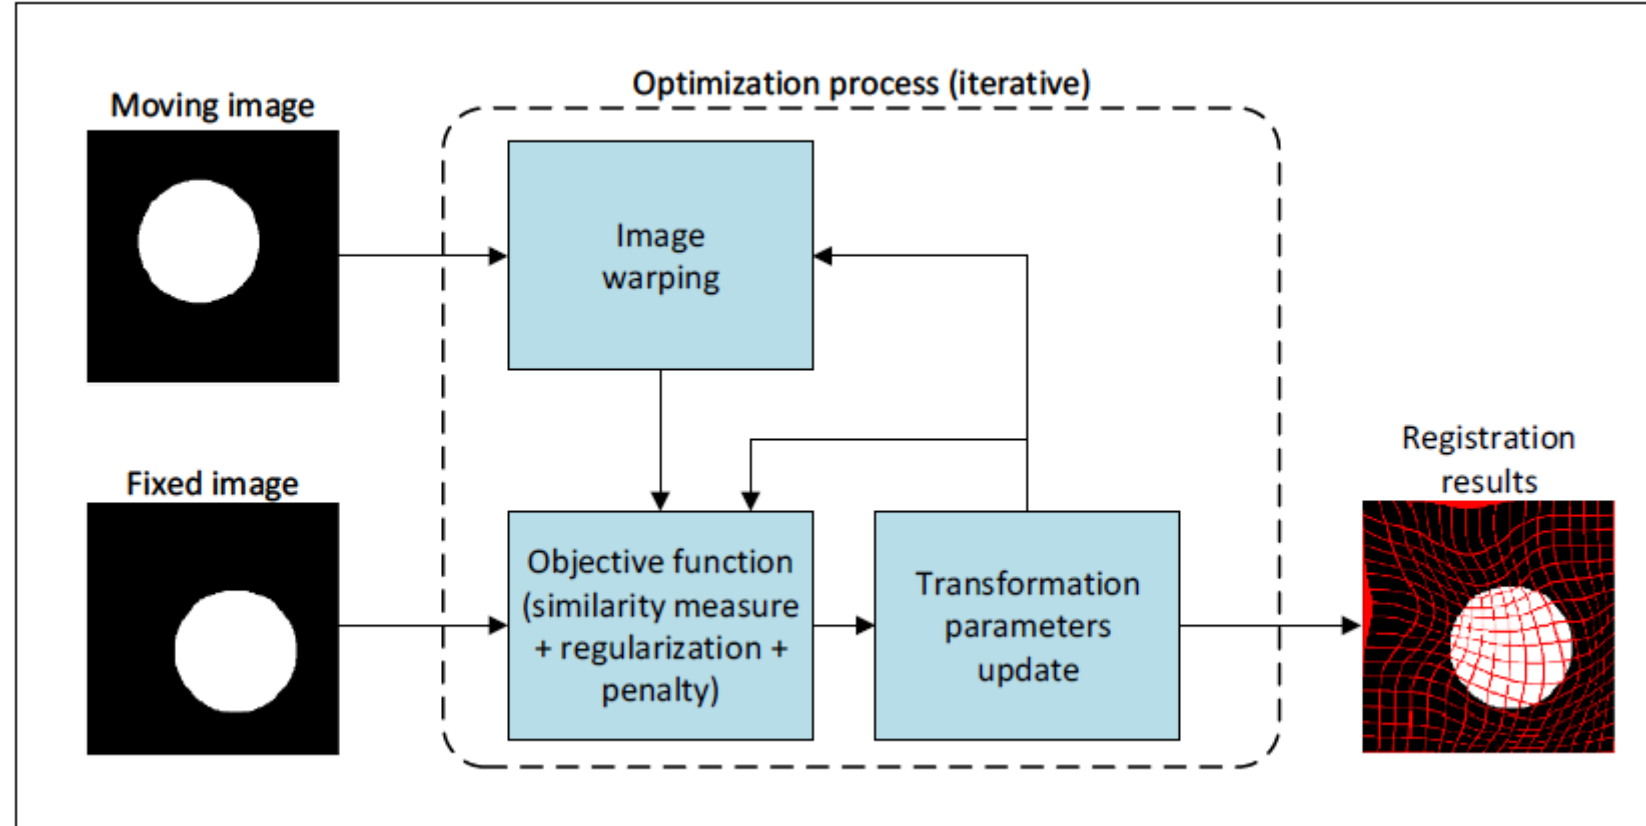 Optimization process (iterative)
Moving image
Image
warping
Fixed image
Objective function
(similarity measure
+ regularization +
penalty)
Transformation
parameters
update
Registration
results